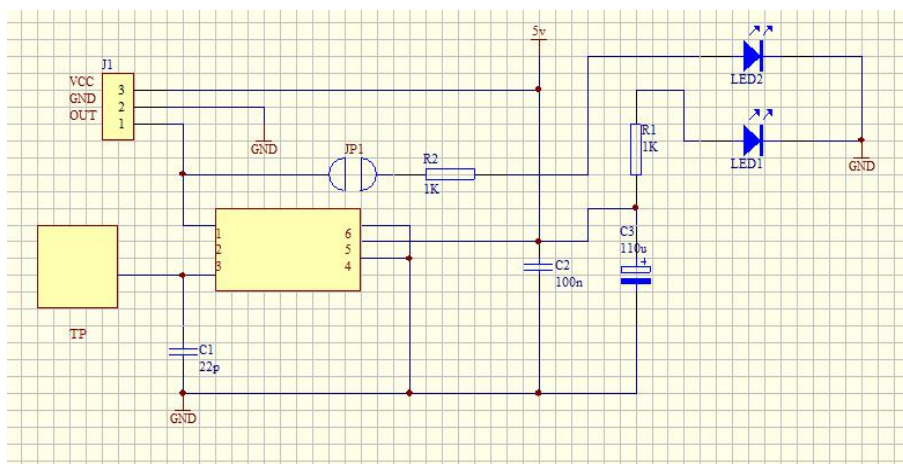 5v
J1
VCC
GND
OUT
3
2
1
LED2
GND
JP1
R2
1K
R1
1K
LED1
GND
1
2
3
6
5
4
C3
110u
+
C2
100n
TP
C1
22p
GND